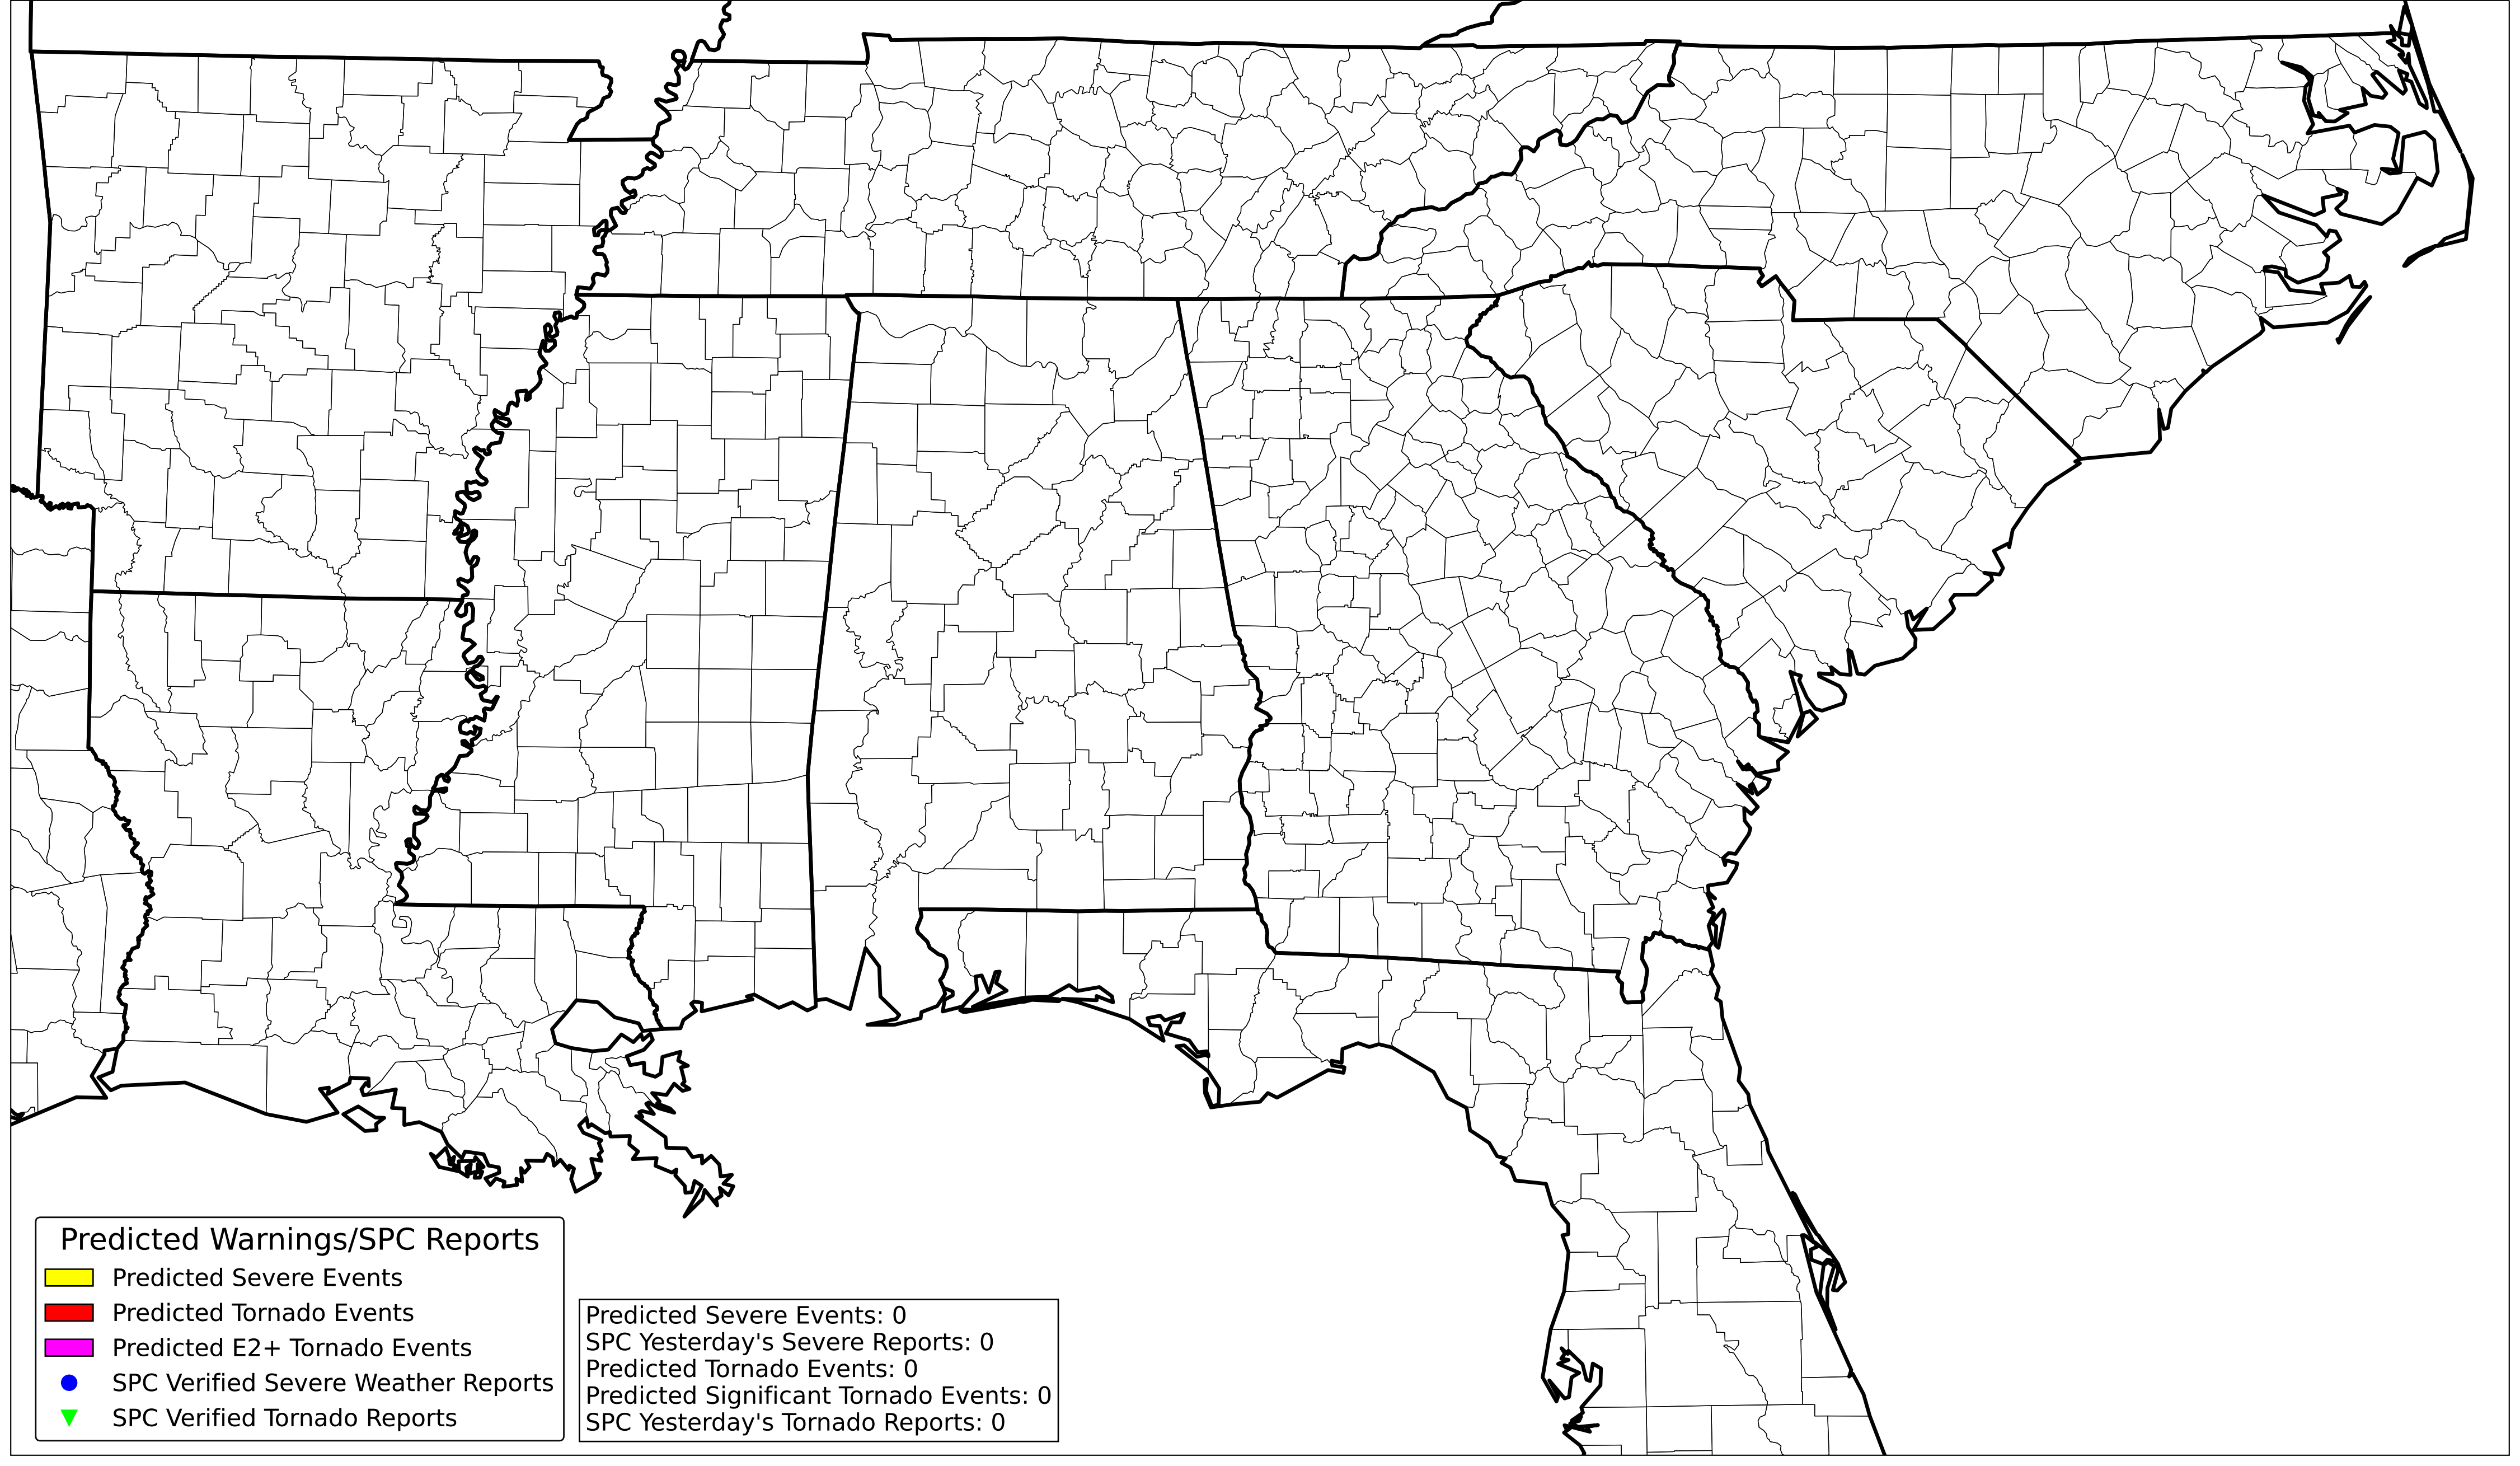 Predicted Warnings/SPC Reports
Predicted Severe Events
Predicted Tornado Events
Predicted E2+ Tornado Events
SPC Verified Severe Weather Reports
SPC Verified Tornado Reports
Predicted Severe Events: 0
SPC Yesterday's Severe Reports: 0
Predicted Tornado Events: 0
Predicted Significant Tornado Events: 0
SPC Yesterday's Tornado Reports: 0